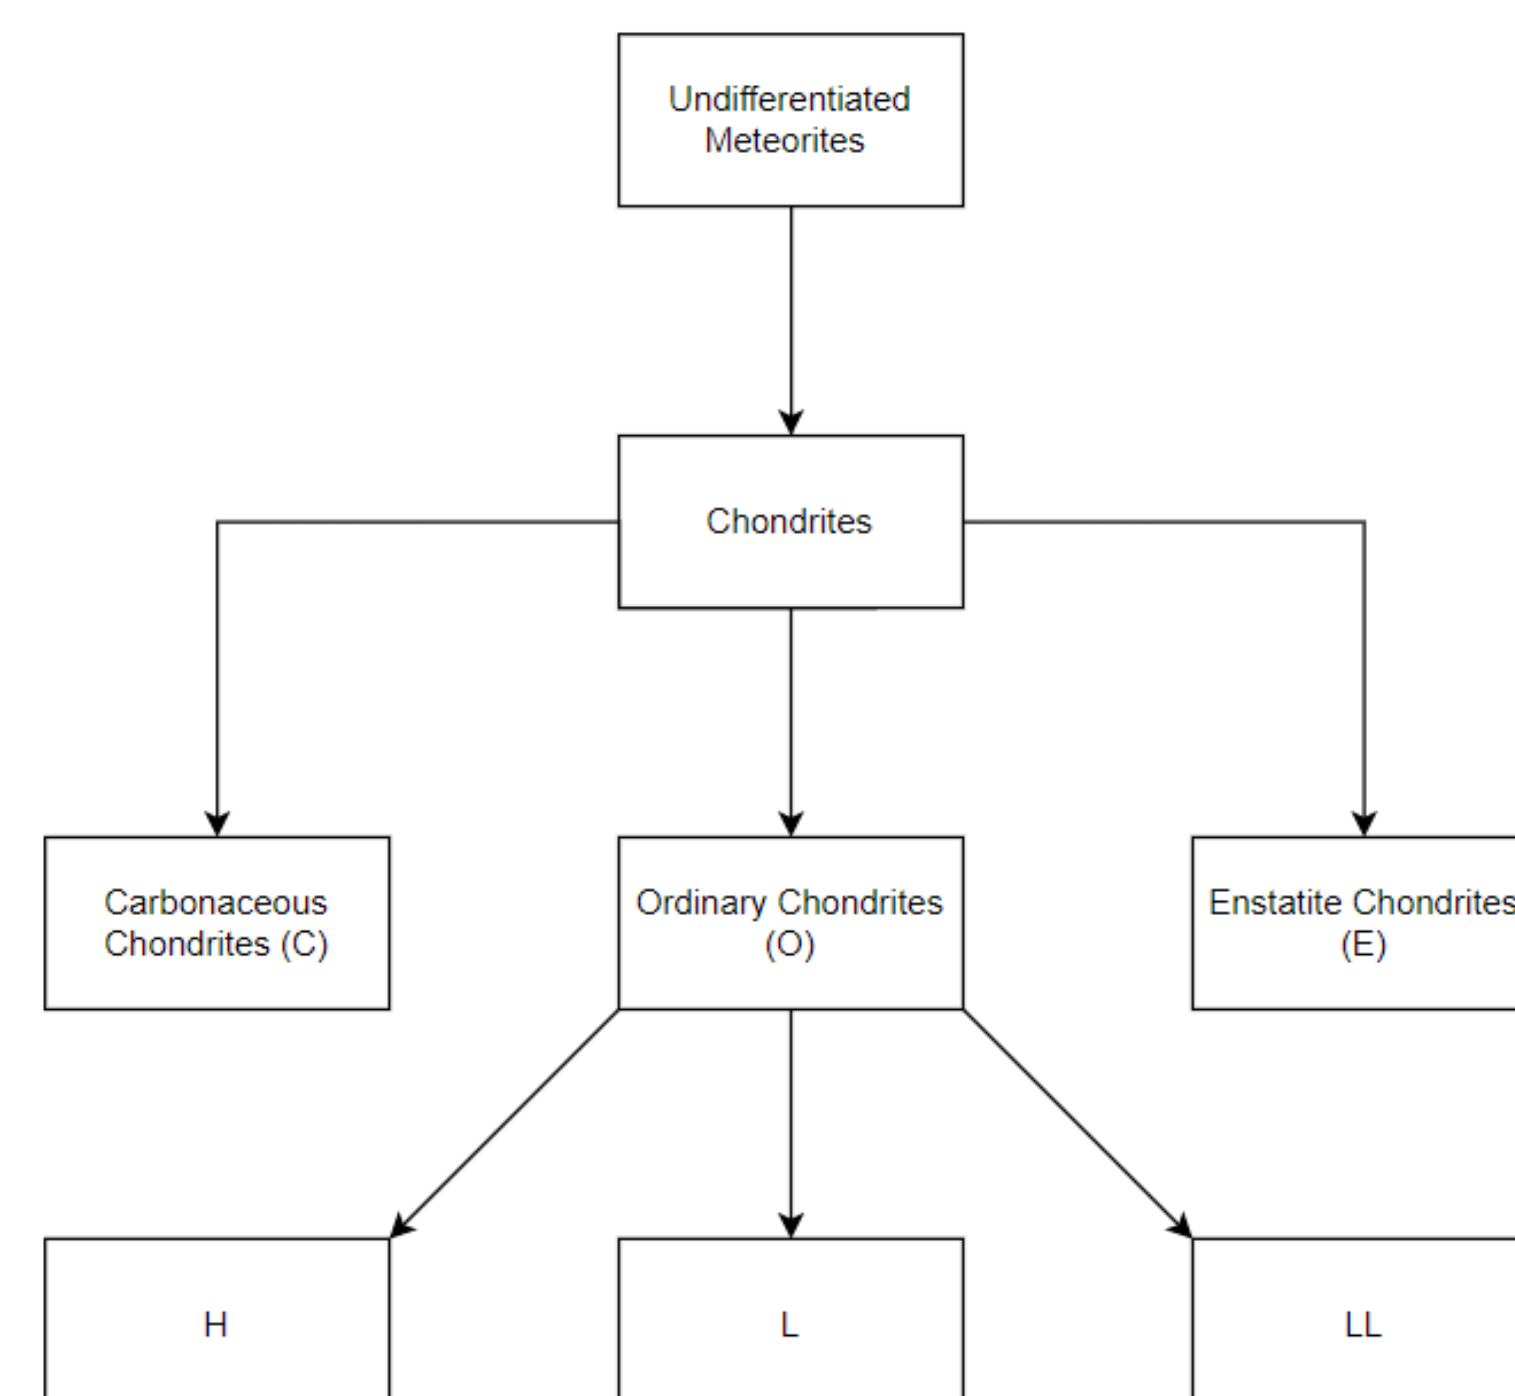 Undifferentiated
Meteorites
Chondrites
Carbonaceous
Chondrites (C)
Ordinary Chondrites
(O)
Enstatite Chondrites
(E)
H
L
LL